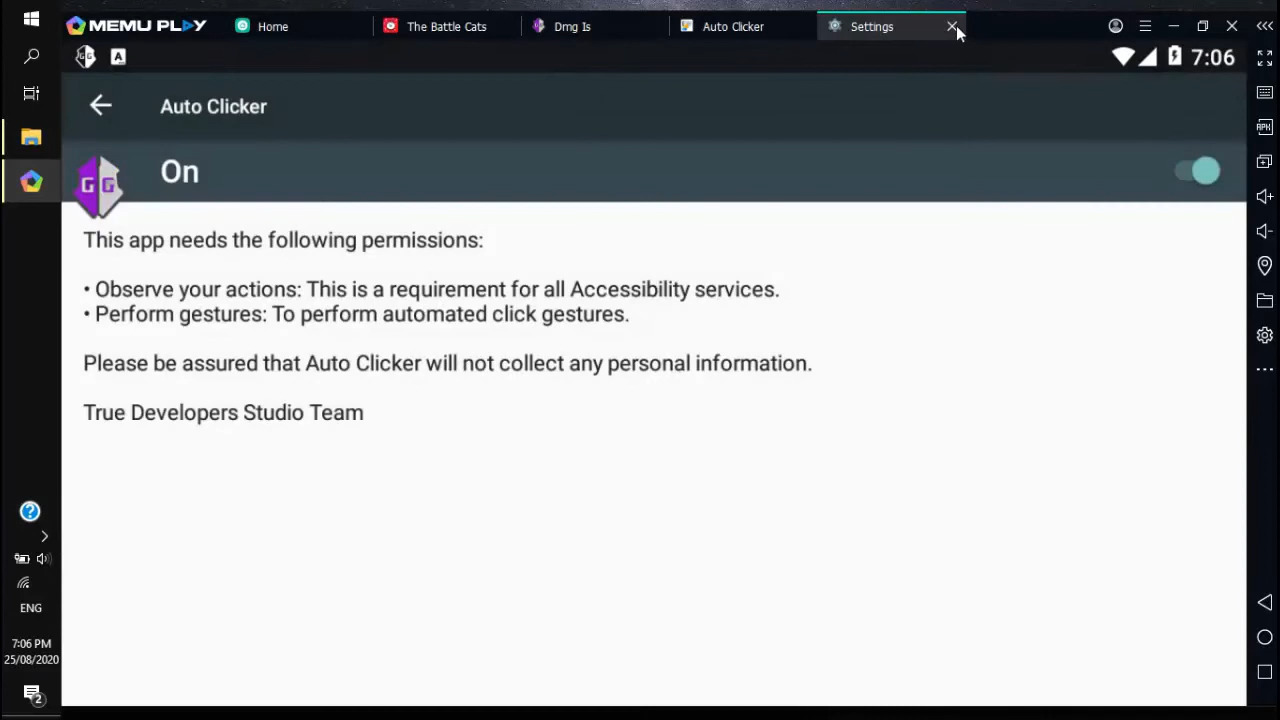 MEMU PLAY
Home
The Battle Cats
Dmg Is
Auto Clicker
Settings
A
7:06
Auto Clicker
GG
On
This app needs the following permissions:
• Observe your actions: This is a requirement for all Accessibility services.
• Perform gestures: To perform automated click gestures.
Please be assured that Auto Clicker will not collect any personal information.
True Developers Studio Team
ENG
7:06 PM
25/08/2020
2
APK